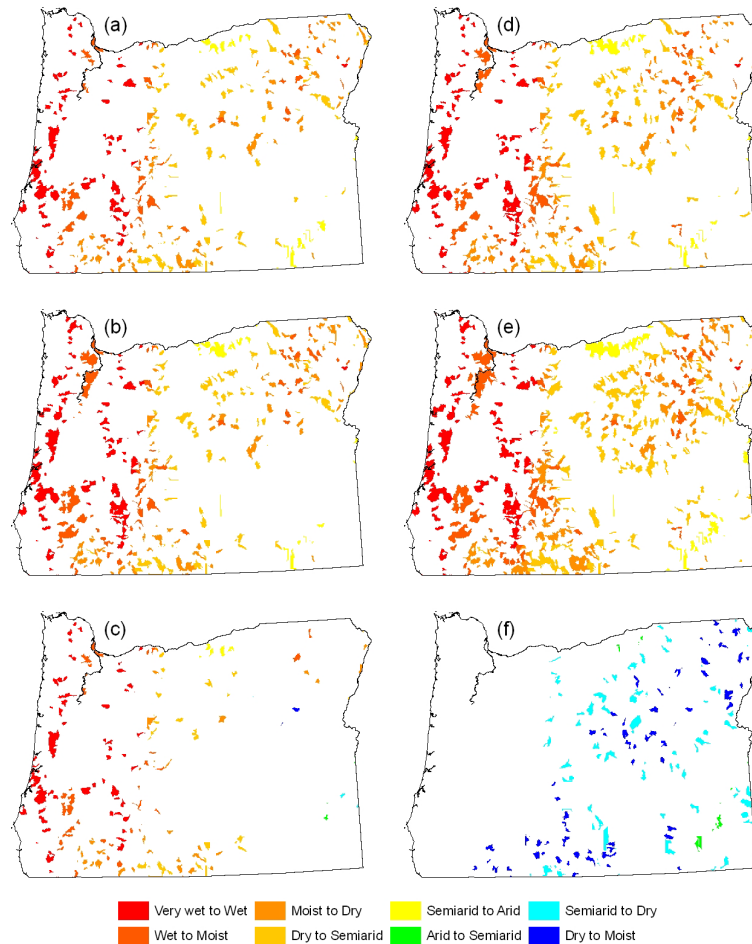 (a)
(d)
(b)
(e)
(c)
(f)
Very wet to Wet
Moist to Dry
Semiarid to Arid
Semiarid to Dry
Wet to Moist
Dry to Semiarid
Arid to Semiarid
Dry to Moist